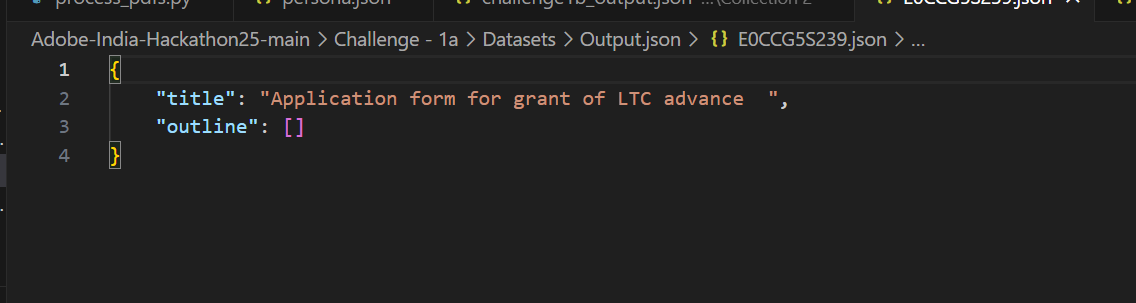 process_pdfs.py persona.json challenge1b_output.json ...\Collection 2 E0CCG5S239.json
Adobe-India-Hackathon25-main > Challenge - 1a > Datasets > Output.json > {} E0CCG5S239.json > ...
1 {
2 "title": "Application form for grant of LTC advance  ",
3 "outline": []
4 }